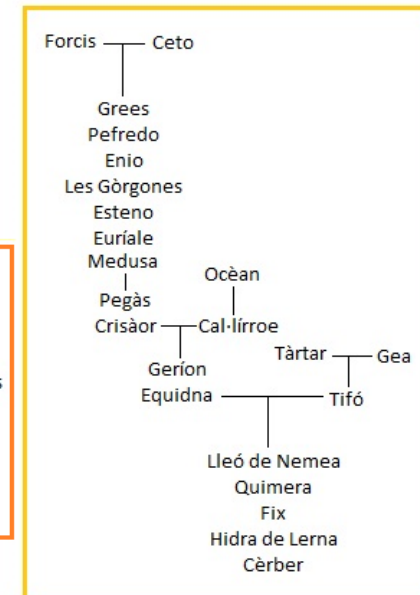 Forcis Ceto
Grees
Pefredo
Enio
Les Gòrgones
Esteno
Euríale
Medusa
Ocèan
Pegàs
Crisàor Cal·lírroe
Tàrtar Gea
Geríon
Equidna Tifó
Lleó de Nemea
Quimera
Fix
Hidra de Lerna
Cèrber